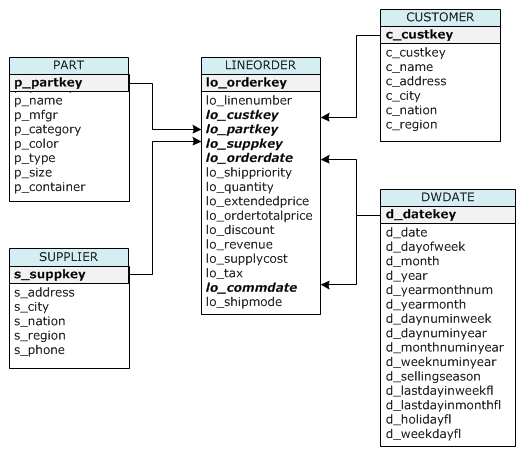 PART
p_partkey
p_name
p_mfgr
p_category
p_color
p_type
p_size
p_container
SUPPLIER
s_suppkey
s_address
s_city
s_nation
s_region
s_phone
LINEORDER
lo_orderkey
lo_linenumber
lo_custkey
lo_partkey
lo_suppkey
lo_orderdate
lo_shippriority
lo_quantity
lo_extendedprice
lo_ordertotalprice
lo_discount
lo_revenue
lo_supplycost
lo_tax
lo_commdate
lo_shipmode
CUSTOMER
c_custkey
c_custkey
c_name
c_address
c_city
c_nation
c_region
DWDATE
d_datekey
d_date
d_dayofweek
d_month
d_year
d_yearmonthnum
d_yearmonth
d_daynuminweek
d_daynuminyear
d_monthnuminyear
d_weeknuminyear
d_sellingseason
d_lastdayinweekfl
d_lastdayinmonthfl
d_holidayfl
d_weekdayfl